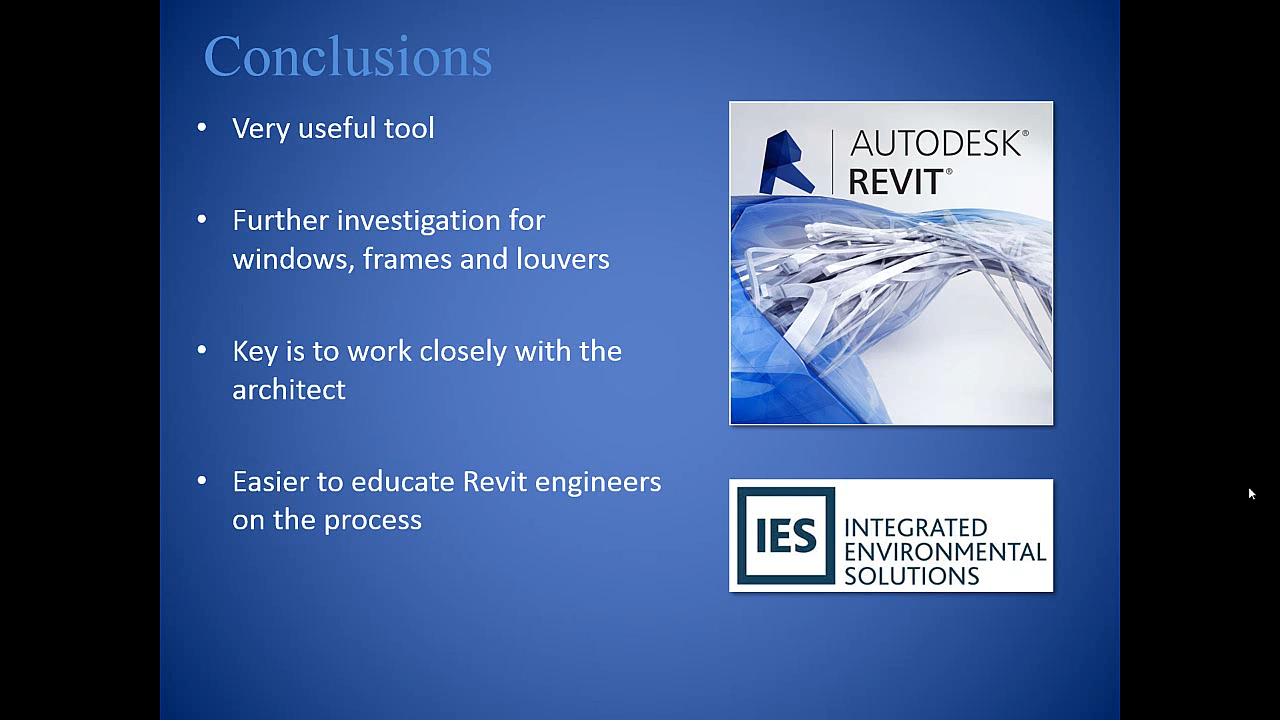 Conclusions
• Very useful tool
• Further investigation for
windows, frames and louvers
• Key is to work closely with the
architect
• Easier to educate Revit engineers
on the process
AUTODESK®
REVIT®
IES
INTEGRATED
ENVIRONMENTAL
SOLUTIONS